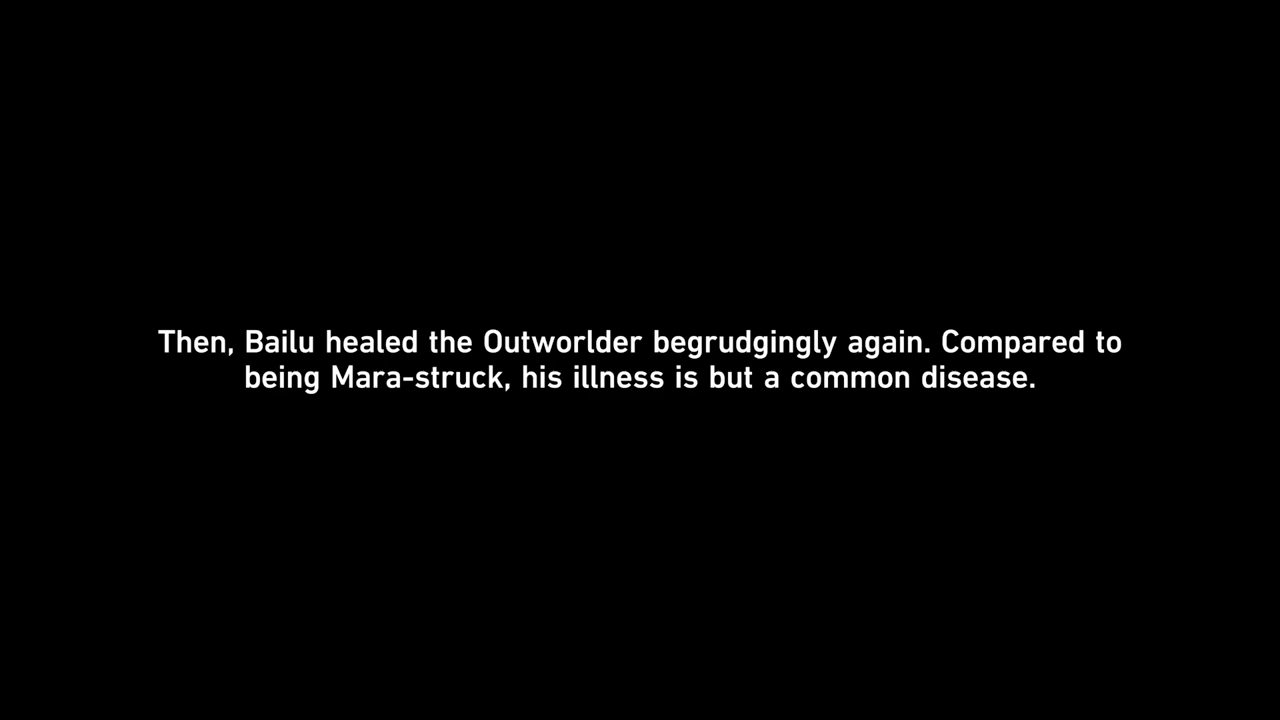 Then, Bailu healed the Outworlder begrudgingly again. Compared to
being Mara-struck, his illness is but a common disease.